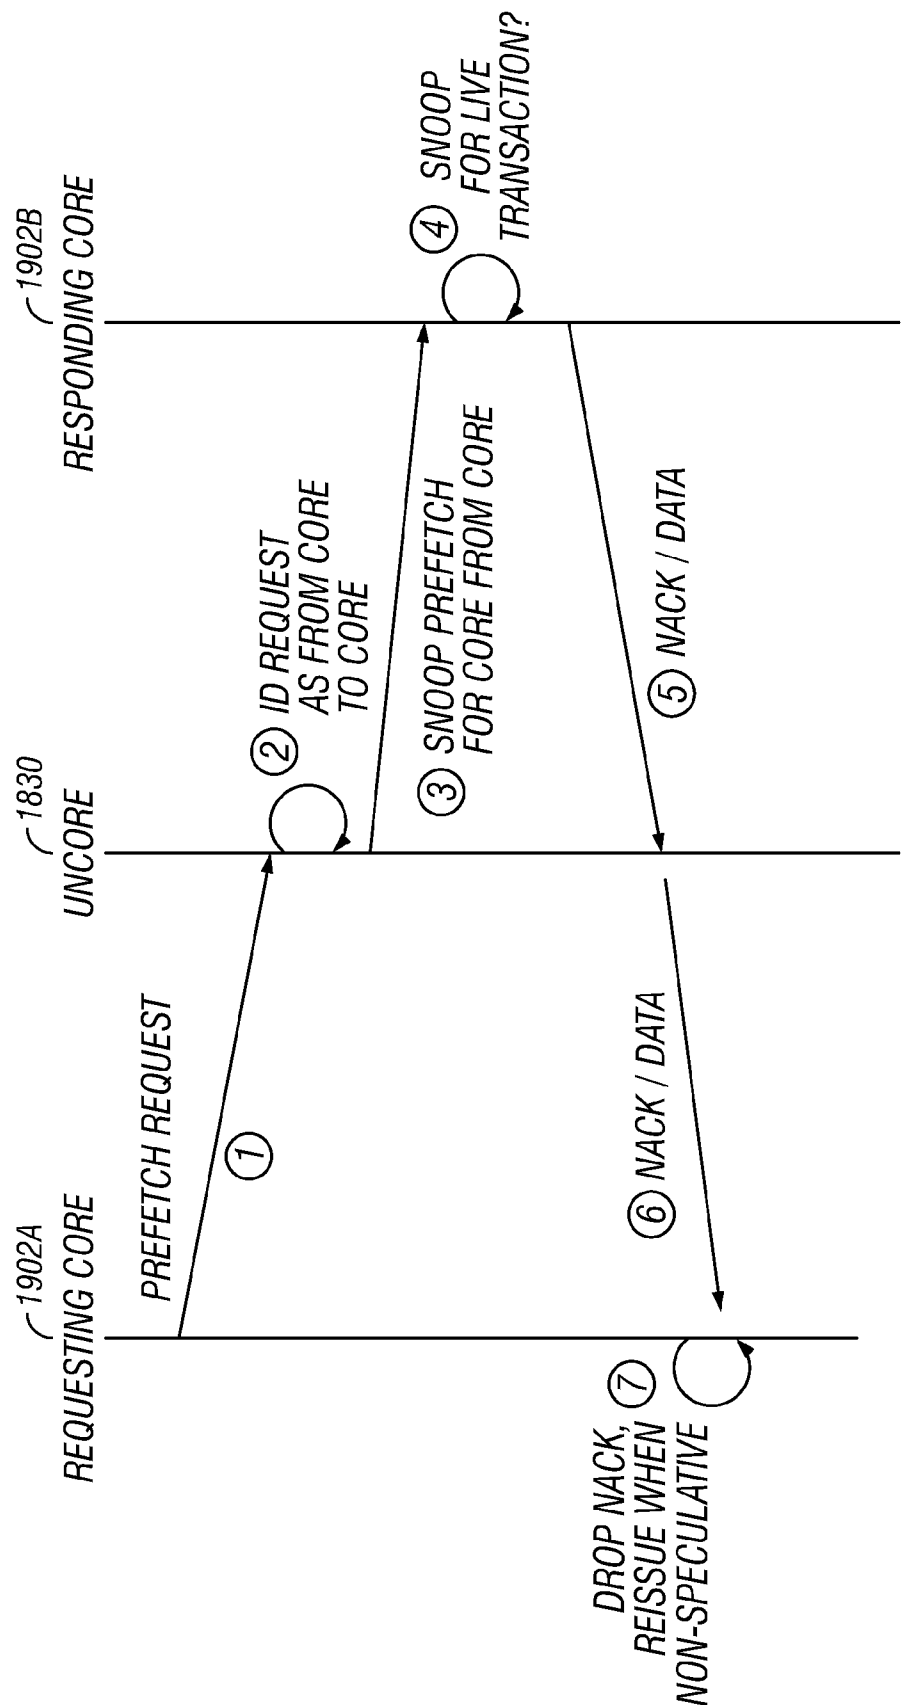 1902A
REQUESTING CORE
1830
UNCORE
1902B
RESPONDING CORE
PREFETCH REQUEST
1
2 ID REQUEST
AS FROM CORE
TO CORE
3 SNOOP PREFETCH
FOR CORE FROM CORE
4 SNOOP
FOR LIVE
TRANSACTION?
5 NACK / DATA
6 NACK / DATA
DROP NACK, 7
REISSUE WHEN
NON-SPECULATIVE